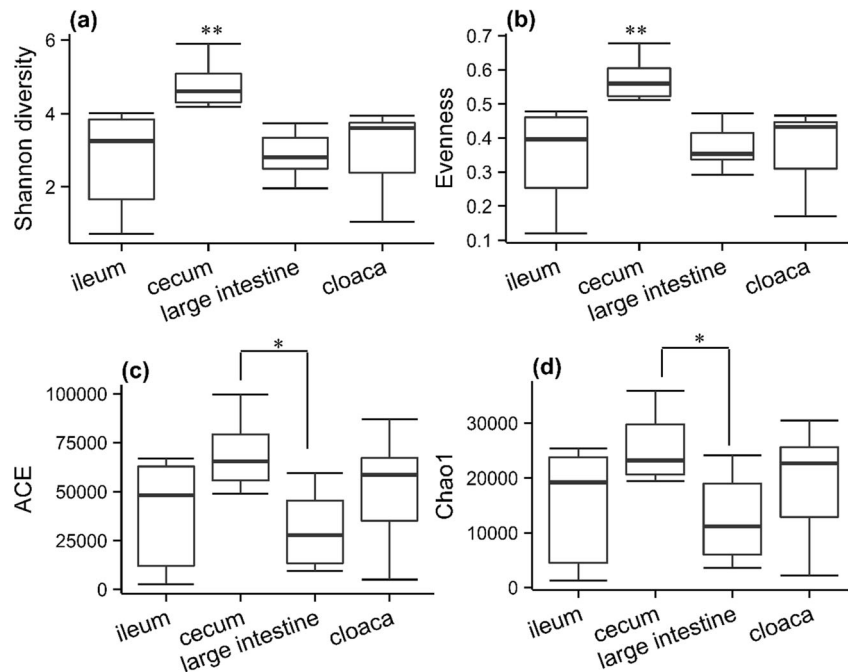 (a)
Shannon diversity
6
4
2
**
ileum
cecum
large intestine
cloaca
(b)
Evenness
0.7
0.6
0.5
0.4
0.3
0.2
0.1
**
ileum
cecum
large intestine
cloaca
(c)
ACE
100000
75000
50000
25000
0
*
ileum
cecum
large intestine
cloaca
(d)
Chao1
30000
20000
10000
0
*
ileum
cecum
large intestine
cloaca